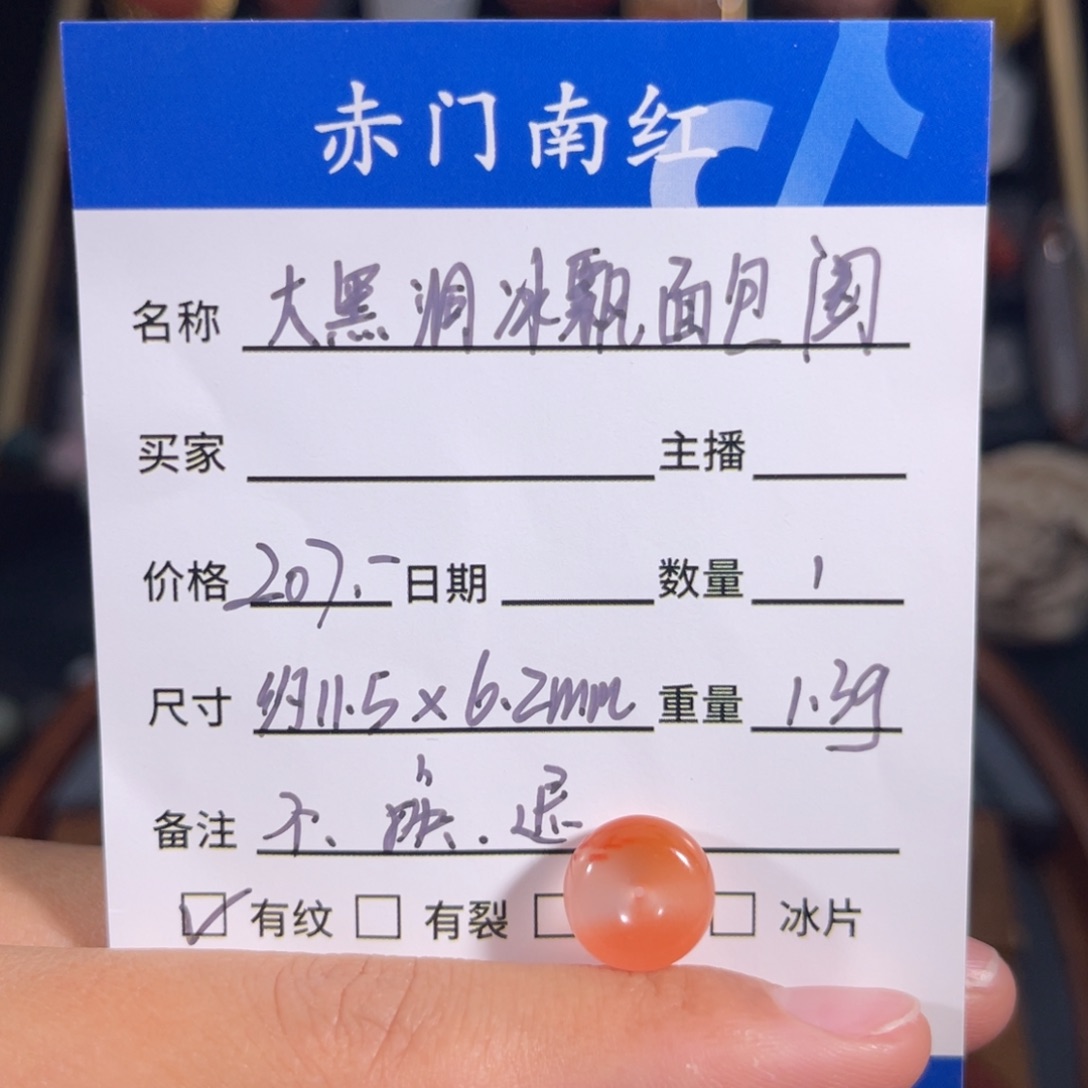 赤门南红
名称 大黑洞冰飘面包圈
买家 主播
价格 207.- 日期 数量 1
尺寸 约11.5×6.2mm 重量 1.3g
备注 不、换.退
有纹 有裂 冰片